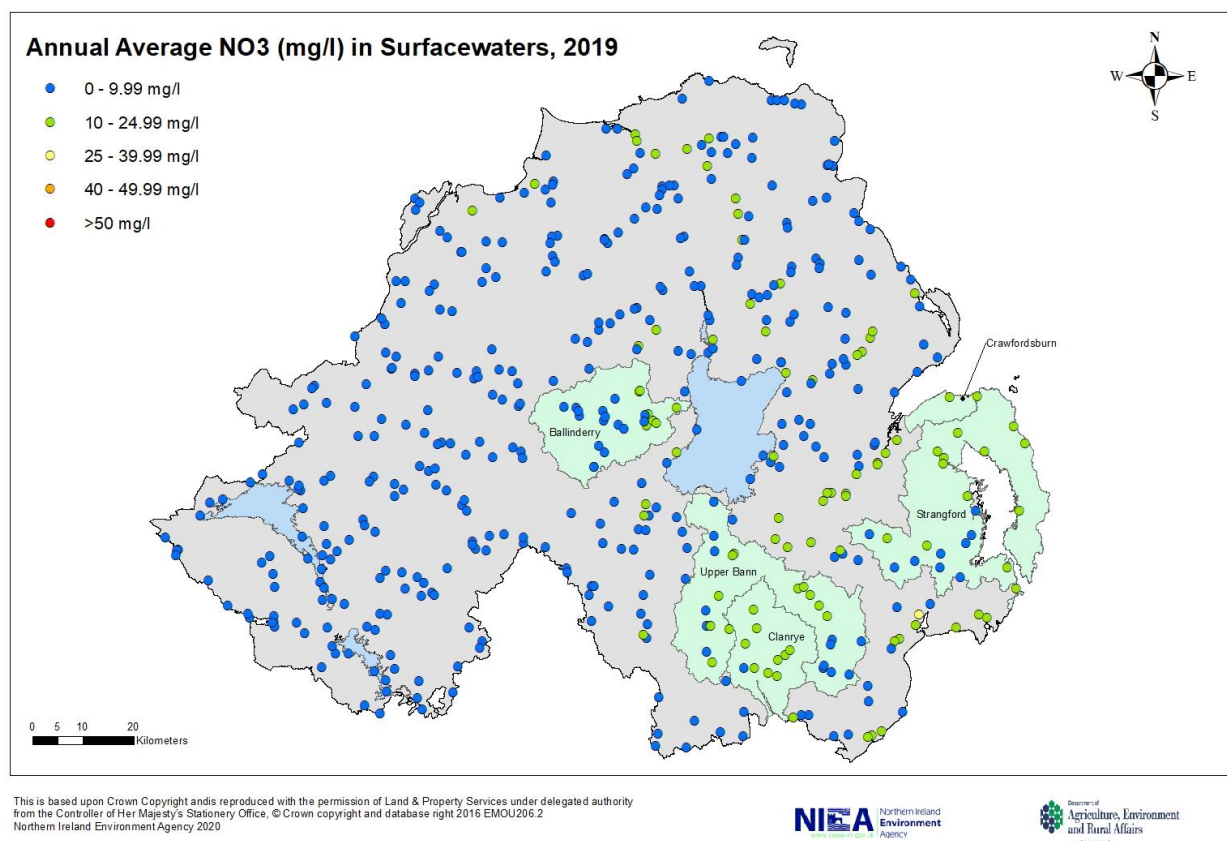 Annual Average NO3 (mg/l) in Surfacewaters, 2019
0 - 9.99 mg/l
10 - 24.99 mg/l
25 - 39.99 mg/l
40 - 49.99 mg/l
>50 mg/l
N
W
E
S
Crawfordsburn
Ballinderry
Strangford
Upper Bann
Clanrye
0 5 10 20
Kilometers
This is based upon Crown Copyright andis reproduced with the permission of Land & Property Services under delegated authority
from the Controller of Her Majesty's Stationery Office, © Crown copyright and database right 2016 EMOU206.2
Northern Ireland Environment Agency 2020
NIEA
Northern Ireland
Environment
Agency
Department of
Agriculture, Environment
and Rural Affairs